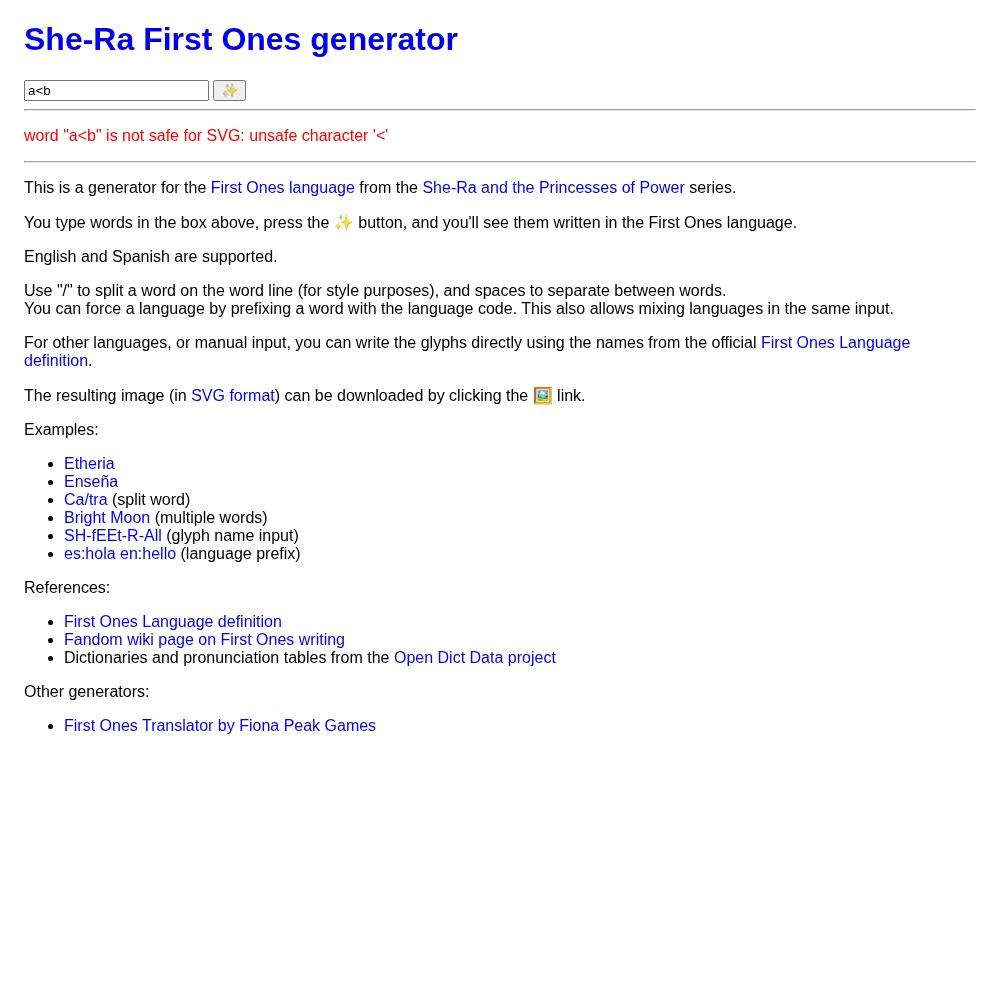 She-Ra First Ones generator
a<b ✨
word "a<b" is not safe for SVG: unsafe character '<'
This is a generator for the First Ones language from the She-Ra and the Princesses of Power series.
You type words in the box above, press the ✨ button, and you'll see them written in the First Ones language.
English and Spanish are supported.
Use "/" to split a word on the word line (for style purposes), and spaces to separate between words.
You can force a language by prefixing a word with the language code. This also allows mixing languages in the same input.
For other languages, or manual input, you can write the glyphs directly using the names from the official First Ones Language
definition.
The resulting image (in SVG format) can be downloaded by clicking the 🖼️ link.
Examples:
• Etheria
• Enseña
• Ca/tra (split word)
• Bright Moon (multiple words)
• SH-fEEt-R-All (glyph name input)
• es:hola en:hello (language prefix)
References:
• First Ones Language definition
• Fandom wiki page on First Ones writing
• Dictionaries and pronunciation tables from the Open Dict Data project
Other generators:
• First Ones Translator by Fiona Peak Games